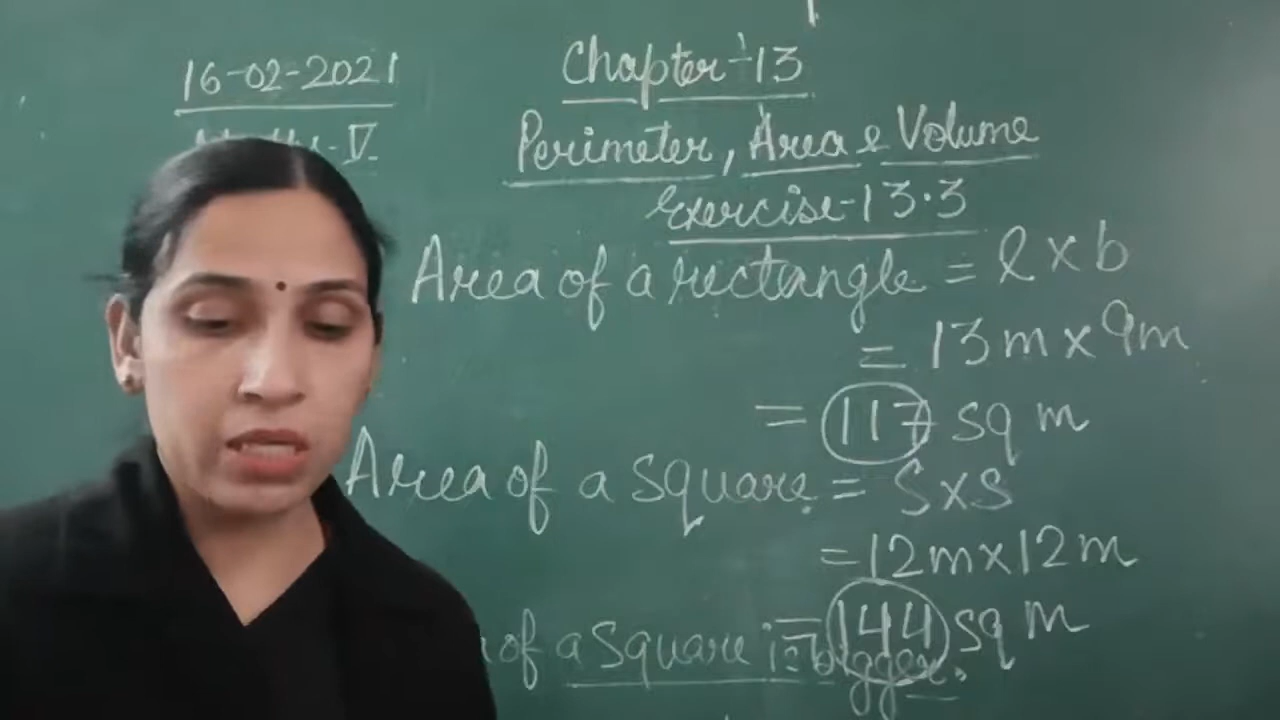 16-02-2021
Chapter-13
Perimeter, Area & Volume
Exercise-13.3
Area of a rectangle = l x b
= 13 m x 9m
= 117 sq m
Area of a square = S x S
= 12m x 12m
= 144 sq m
of a square is bigger.